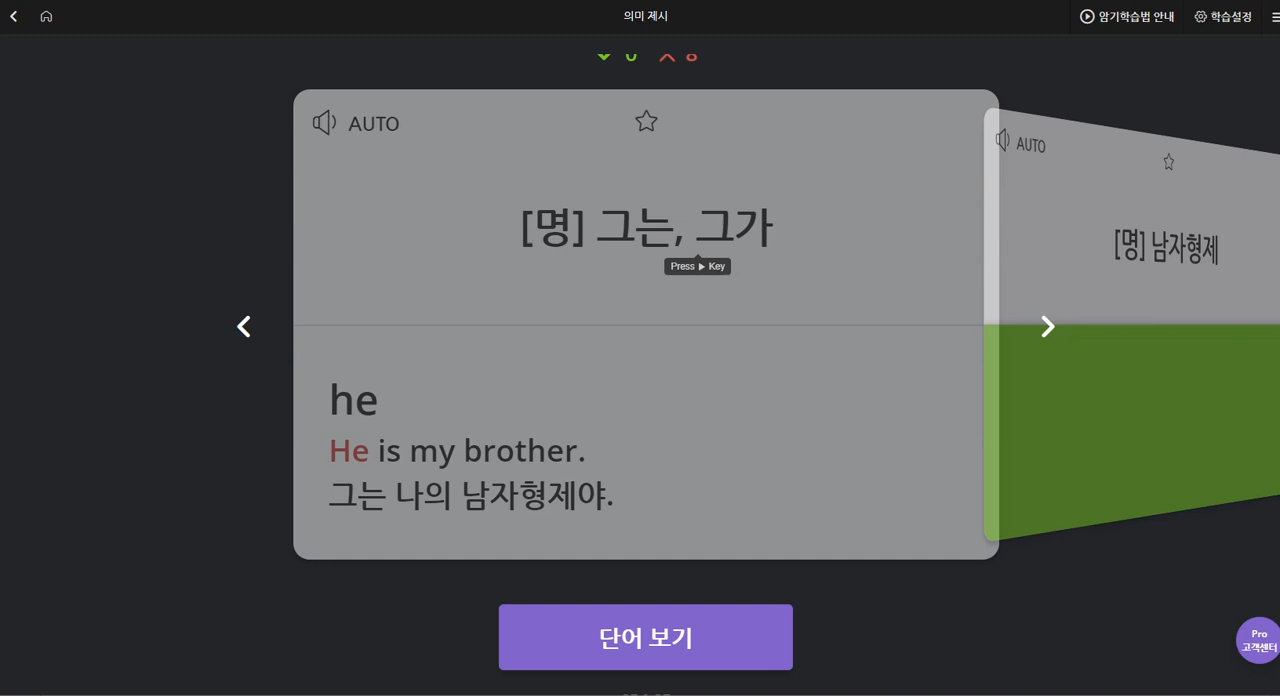 의미 제시
암기학습법 안내
학습설정
AUTO
[명] 그는, 그가
Press ▶ Key
he
He is my brother.
그는 나의 남자형제야.
AUTO
[명] 남자형제
단어 보기
Pro
고객센터